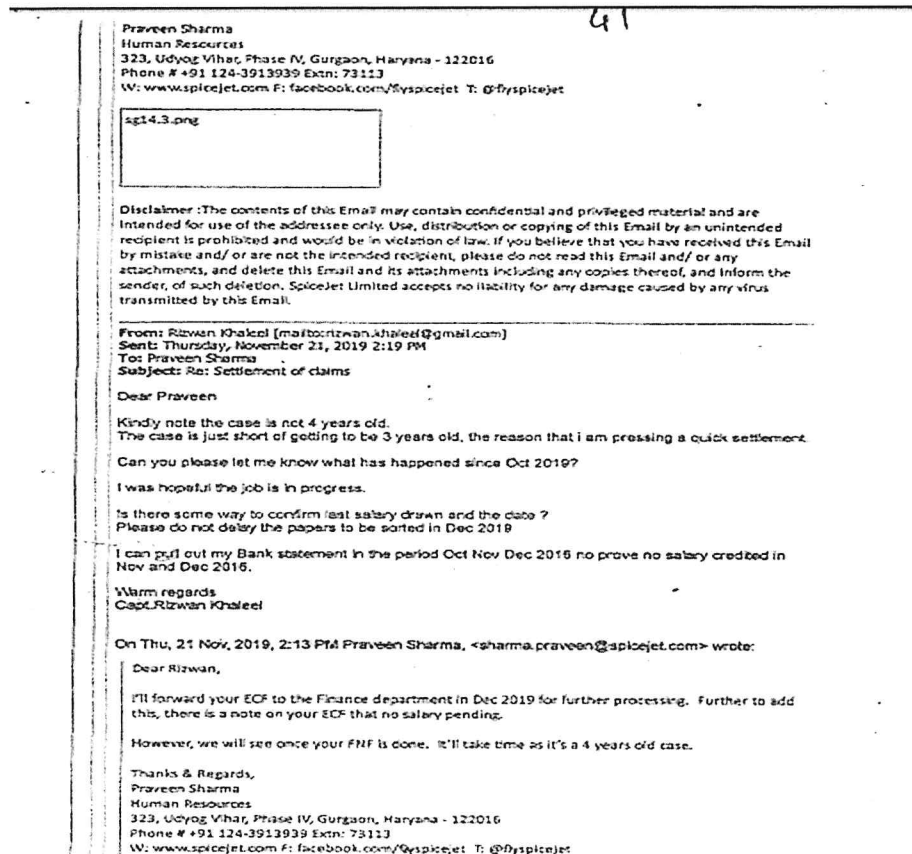 41
Praveen Sharma
Human Resources
323, Udyog Vihar, Phase IV, Gurgaon, Haryana - 122016
Phone # +91 124-3913939 Extn: 73113
W: www.spicejet.com F: facebook.com/flyspicejet T: @flyspicejet
sg14.3.png
Disclaimer :The contents of this Email may contain confidential and privileged material and are
intended for use of the addressee only. Use, distribution or copying of this Email by an unintended
recipient is prohibited and would be in violation of law. If you believe that you have received this Email
by mistake and/ or are not the intended recipient, please do not read this Email and/ or any
attachments, and delete this Email and its attachments including any copies thereof, and inform the
sender, of such deletion. SpiceJet Limited accepts no liability for any damage caused by any virus
transmitted by this Email.
From: Rizwan Khaleel [mailto:rizwan.khaleel@gmail.com]
Sent: Thursday, November 21, 2019 2:19 PM
To: Praveen Sharma
Subject: Re: Settlement of claims
Dear Praveen
Kindly note the case is not 4 years old.
The case is just short of getting to be 3 years old, the reason that i am pressing a quick settlement.
Can you please let me know what has happened since Oct 2019?
I was hopeful the job is in progress.
Is there some way to confirm last salary drawn and the date ?
Please do not delay the papers to be sorted in Dec 2019
I can pull out my Bank statement in the period Oct Nov Dec 2016 no prove no salary credited in
Nov and Dec 2016.
Warm regards
Capt.Rizwan Khaleel
On Thu, 21 Nov, 2019, 2:13 PM Praveen Sharma, <sharma.praveen@spicejet.com> wrote:
Dear Rizwan,
I'll forward your ECF to the Finance department in Dec 2019 for further processing. Further to add
this, there is a note on your ECF that no salary pending.
However, we will see once your FNF is done. It'll take time as it's a 4 years old case.
Thanks & Regards,
Praveen Sharma
Human Resources
323, Udyog Vihar, Phase IV, Gurgaon, Haryana - 122016
Phone # +91 124-3913939 Extn: 73113
W: www.spicejet.com F: facebook.com/flyspicejet T: @flyspicejet